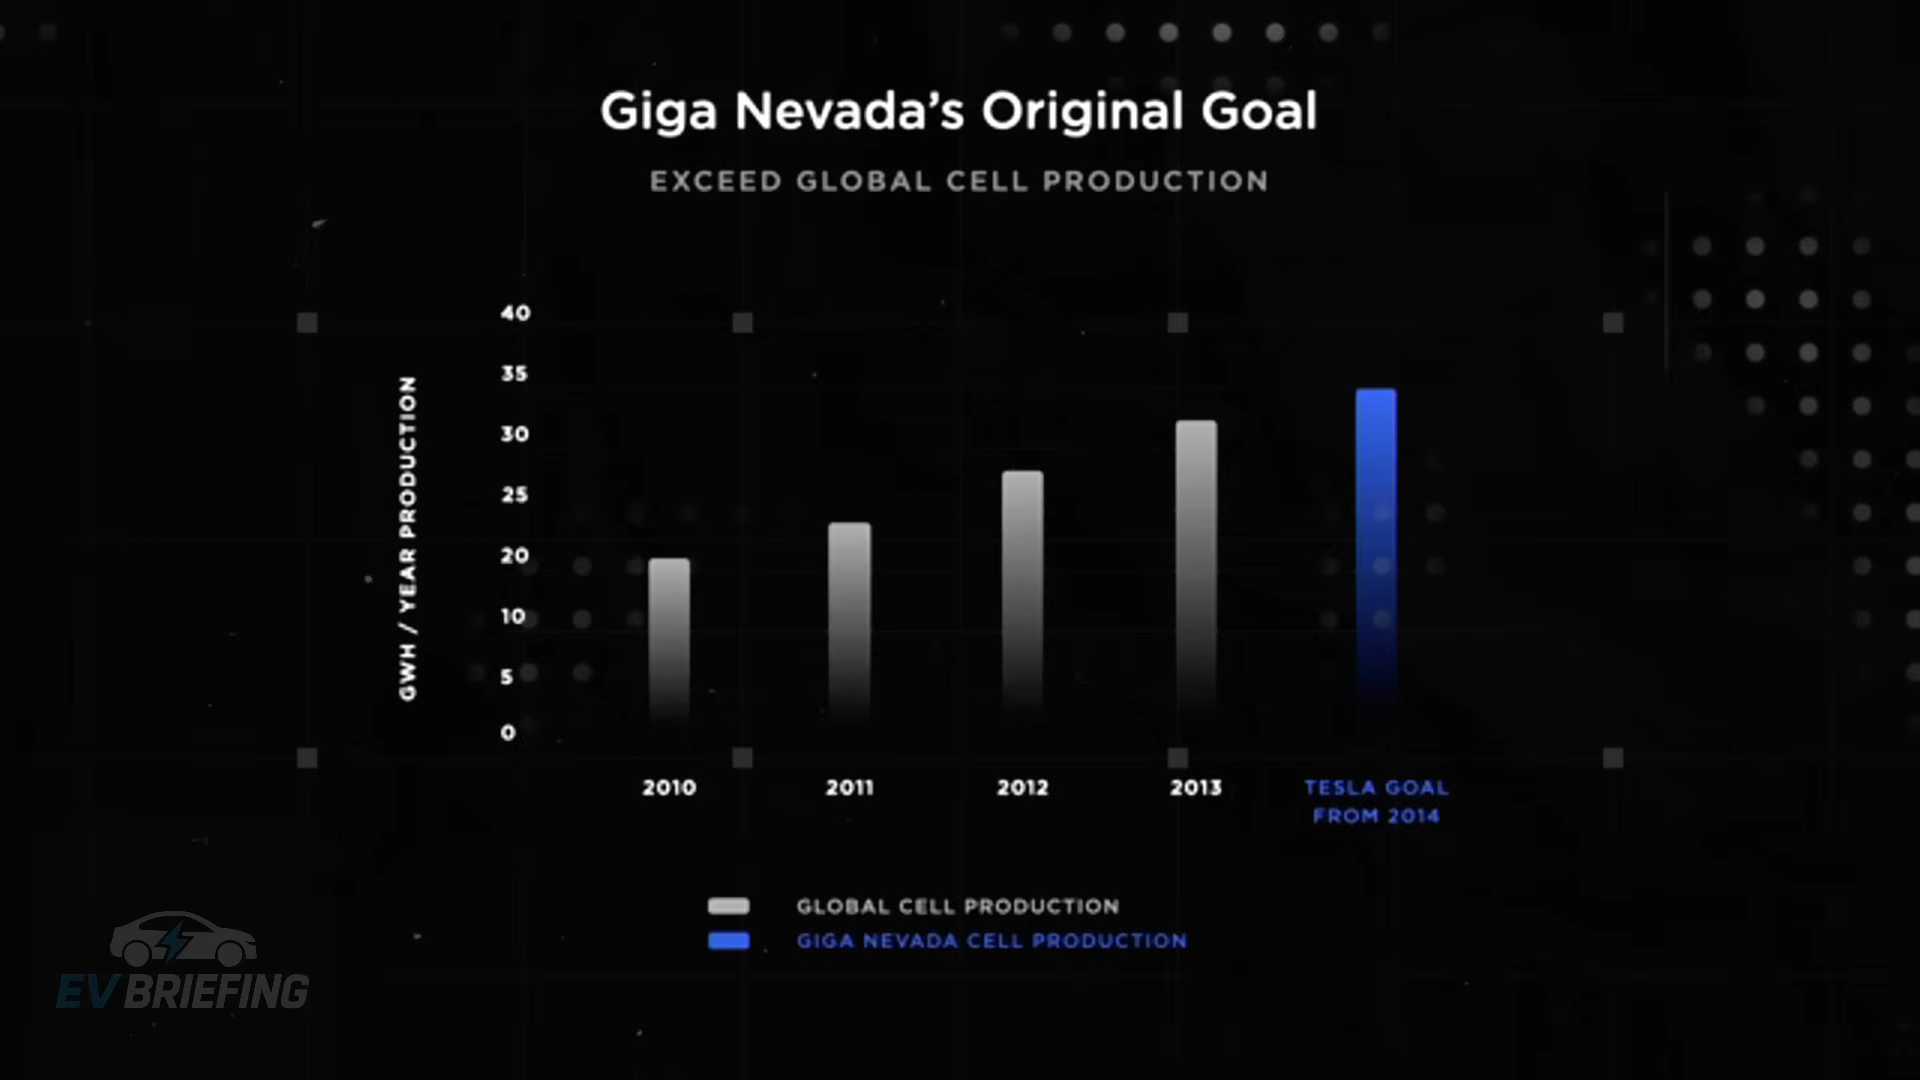 Giga Nevada’s Original Goal
EXCEED GLOBAL CELL PRODUCTION
40
35
30
25
20
10
5
0
GWH / YEAR PRODUCTION
2010
2011
2012
2013
TESLA GOAL
FROM 2014
GLOBAL CELL PRODUCTION
GIGA NEVADA CELL PRODUCTION
EV BRIEFING